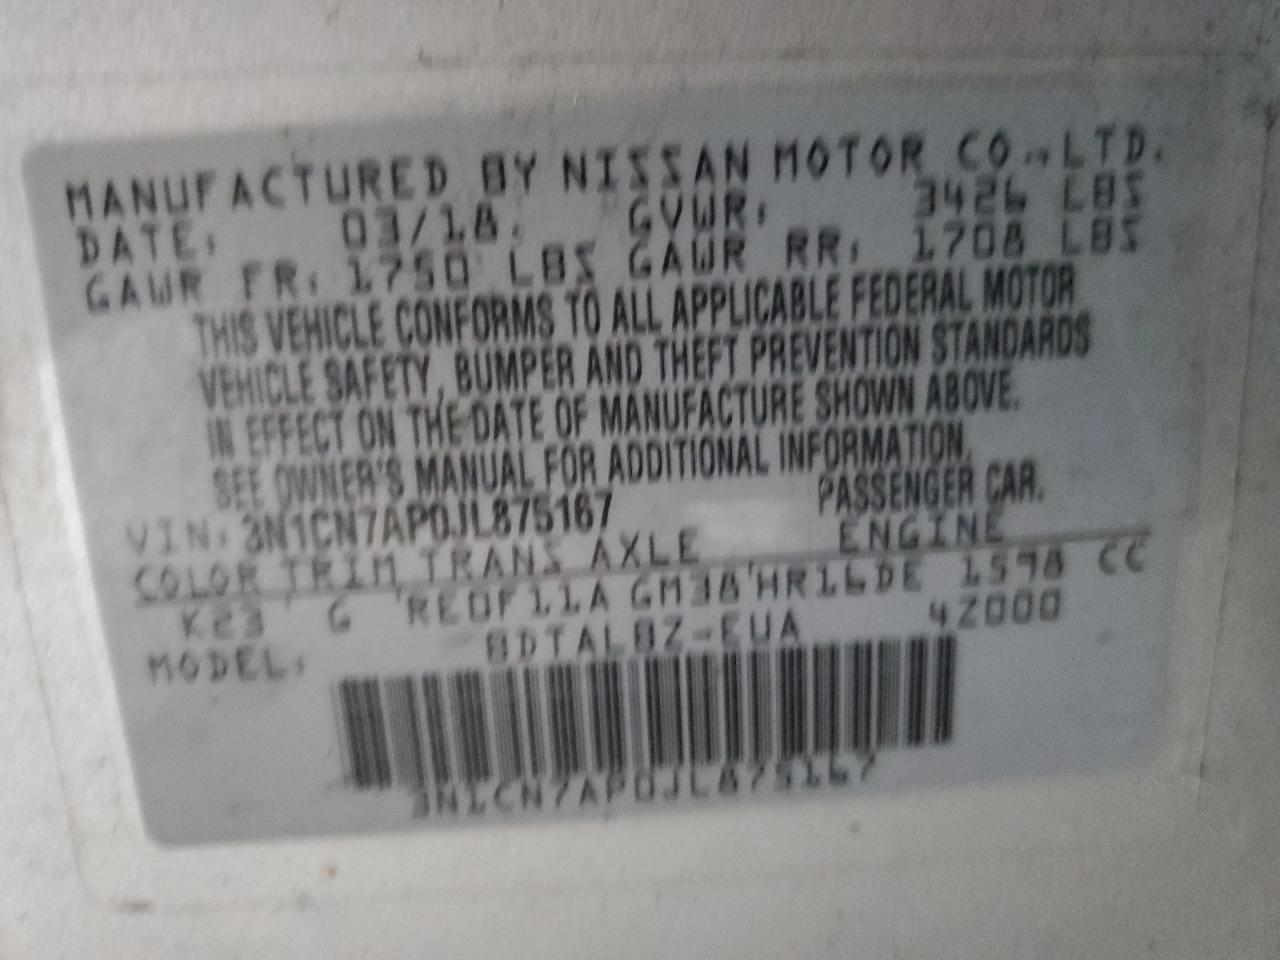 MANUFACTURED BY NISSAN MOTOR CO.,LTD.
DATE: 03/18. GVWR: 3426 LBS
GAWR FR: 1750 LBS GAWR RR: 1708 LBS
THIS VEHICLE CONFORMS TO ALL APPLICABLE FEDERAL MOTOR
VEHICLE SAFETY, BUMPER AND THEFT PREVENTION STANDARDS
IN EFFECT ON THE DATE OF MANUFACTURE SHOWN ABOVE.
SEE OWNER'S MANUAL FOR ADDITIONAL INFORMATION.
VIN: 3N1CN7AP0JL875167 PASSENGER CAR.
COLOR TRIM TRANS AXLE ENGINE
K23 G RE0F11A GM38 HR16DE 1598 CC
MODEL: BDTALBZ-EUA 4Z000
3N1CN7AP0JL875167